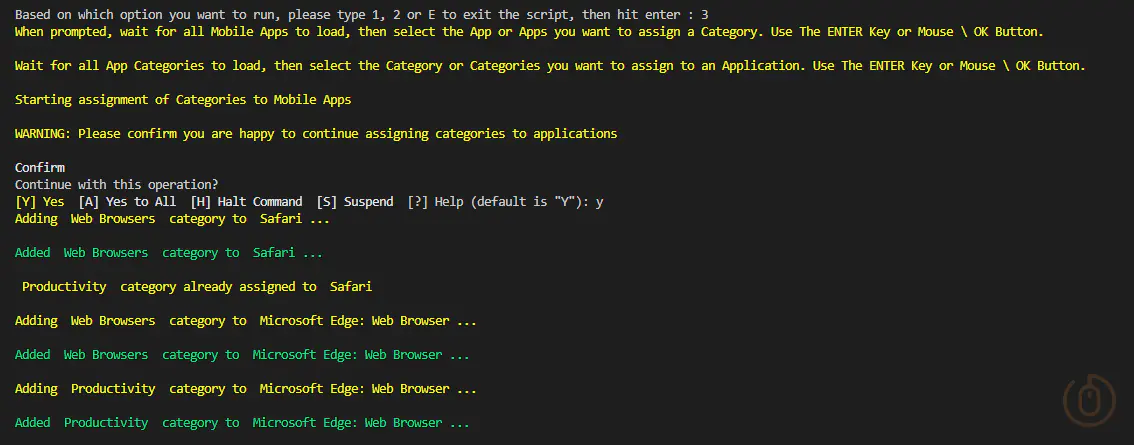 Based on which option you want to run, please type 1, 2 or E to exit the script, then hit enter : 3
When prompted, wait for all Mobile Apps to load, then select the App or Apps you want to assign a Category. Use The ENTER Key or Mouse \ OK Button.
Wait for all App Categories to load, then select the Category or Categories you want to assign to an Application. Use The ENTER Key or Mouse \ OK Button.
Starting assignment of Categories to Mobile Apps
WARNING: Please confirm you are happy to continue assigning categories to applications
Confirm
Continue with this operation?
[Y] Yes  [A] Yes to All  [H] Halt Command  [S] Suspend  [?] Help (default is "Y"): y
Adding  Web Browsers  category to  Safari ...
Added  Web Browsers  category to  Safari ...
Productivity  category already assigned to  Safari
Adding  Web Browsers  category to  Microsoft Edge: Web Browser ...
Added  Web Browsers  category to  Microsoft Edge: Web Browser ...
Adding  Productivity  category to  Microsoft Edge: Web Browser ...
Added  Productivity  category to  Microsoft Edge: Web Browser ...